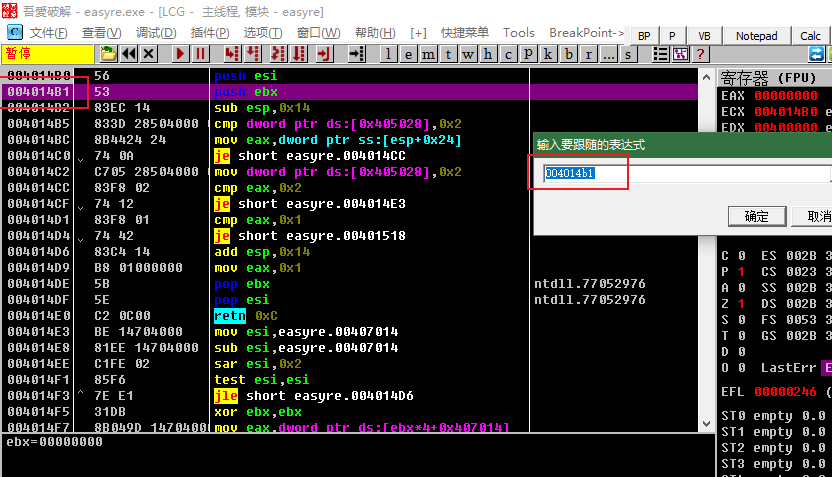 吾愛破解 - easyre.exe - [LCG - 主线程, 模块 - easyre]
C 文件(F) 查看(V) 调试(D) 插件(P) 选项(T) 窗口(W) 帮助(H) [+] 快捷菜单 Tools BreakPoint-> BP P VB Notepad Calc
暂停 l e m t w h c P k b r ... s ?
004014B0 56 push esi
004014B1 53 push ebx
004014B2 83EC 14 sub esp,0x14
004014B5 833D 28504000 cmp dword ptr ds:[0x405028],0x2
004014BC 8B4424 24 mov eax,dword ptr ss:[esp+0x24]
004014C0 74 0A je short easyre.004014CC
004014C2 C705 28504000 mov dword ptr ds:[0x405028],0x2
004014CC 83F8 02 cmp eax,0x2
004014CF 74 12 je short easyre.004014E3
004014D1 83F8 01 cmp eax,0x1
004014D4 74 42 je short easyre.00401518
004014D6 83C4 14 add esp,0x14
004014D9 B8 01000000 mov eax,0x1
004014DE 5B pop ebx ntdll.77052976
004014DF 5E pop esi ntdll.77052976
004014E0 C2 0C00 retn 0xC
004014E3 BE 14704000 mov esi,easyre.00407014
004014E8 81EE 14704000 sub esi,easyre.00407014
004014EE C1FE 02 sar esi,0x2
004014F1 85F6 test esi,esi
004014F3 ^ 7E E1 jle short easyre.004014D6
004014F5 31DB xor ebx,ebx
004014F7 8B049D 14704000 mov eax,dword ptr ds:[ebx*4+0x407014]
ebx=00000000
寄存器 (FPU)
EAX 00000000
ECX 004014B0 e
EDX 00400000 e
输入要跟随的表达式
004014b1
确定 取消
C 0 ES 002B 3
P 1 CS 0023 3
A 0 SS 002B 3
Z 1 DS 002B 3
S 0 FS 0053 3
T 0 GS 002B 3
D 0
O 0 LastErr E
EFL 00000246 (
ST0 empty 0.0
ST1 empty 0.0
ST2 empty 0.0
ST3 empty 0.0